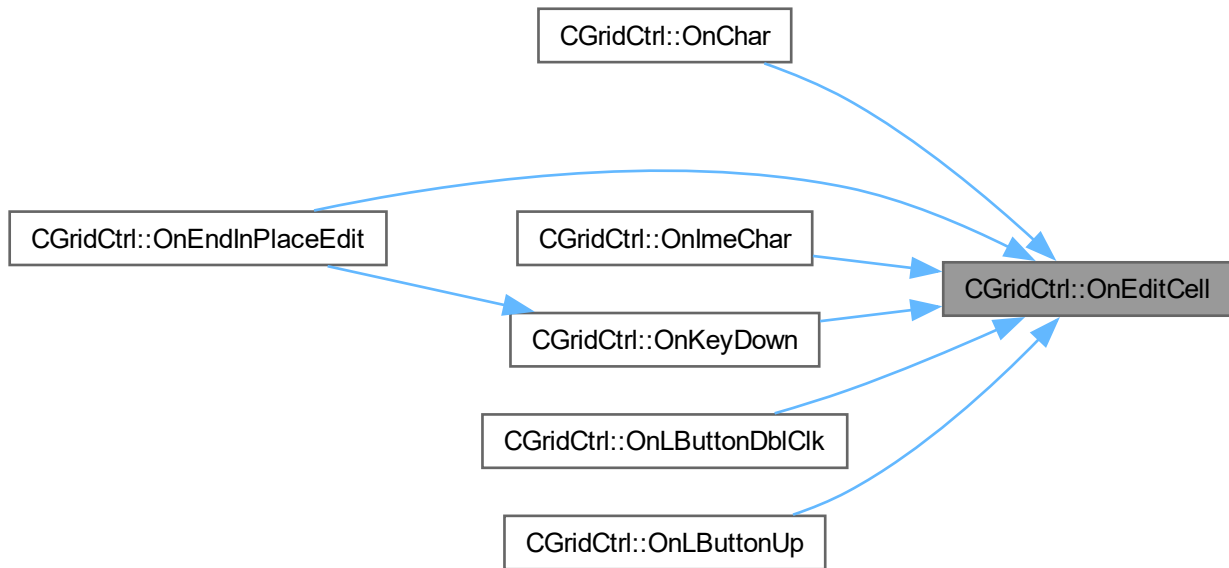 CGridCtrl::OnChar
CGridCtrl::OnEndInPlaceEdit
CGridCtrl::OnImeChar
CGridCtrl::OnEditCell
CGridCtrl::OnKeyDown
CGridCtrl::OnLButtonDblClk
CGridCtrl::OnLButtonUp